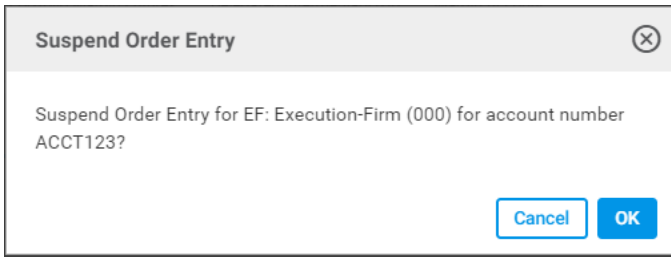 Suspend Order Entry
Suspend Order Entry for EF: Execution-Firm (000) for account number
ACCT123?
Cancel
OK